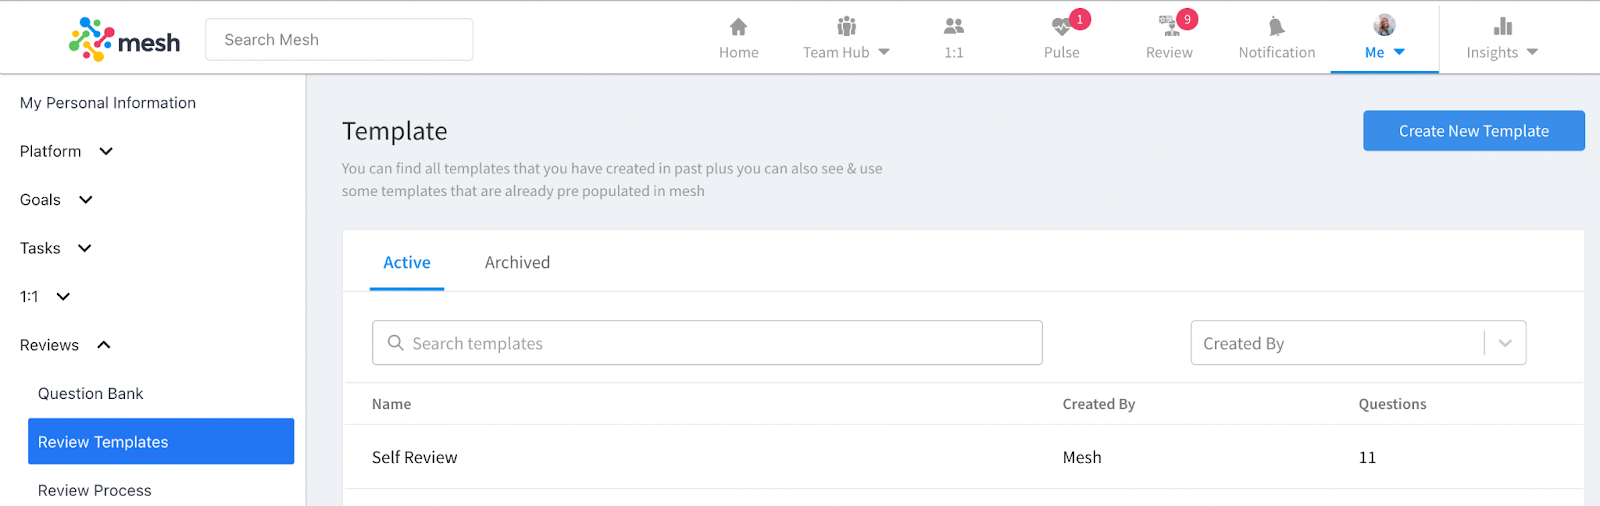 mesh
Search Mesh
Home
Team Hub
1:1
1
Pulse
9
Review
Notification
Me
Insights
My Personal Information
Platform
Goals
Tasks
1:1
Reviews
Question Bank
Review Templates
Review Process
Template
Create New Template
You can find all templates that you have created in past plus you can also see & use
some templates that are already pre populated in mesh
Active
Archived
Search templates
Created By
Name
Created By
Questions
Self Review
Mesh
11